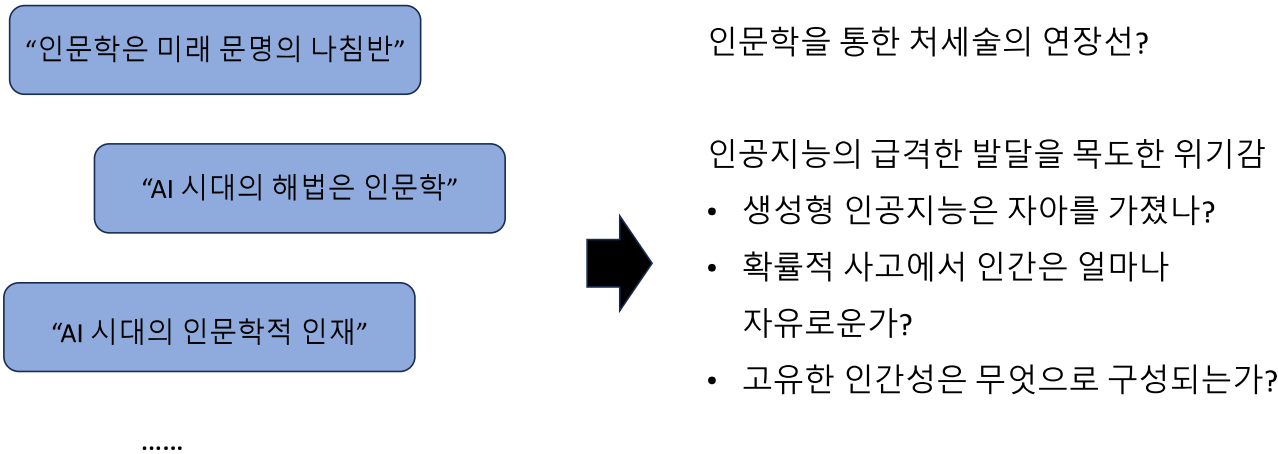 “인문학은 미래 문명의 나침반”
“AI 시대의 해법은 인문학”
“AI 시대의 인문학적 인재”
……
인문학을 통한 처세술의 연장선?
인공지능의 급격한 발달을 목도한 위기감
• 생성형 인공지능은 자아를 가졌나?
• 확률적 사고에서 인간은 얼마나
자유로운가?
• 고유한 인간성은 무엇으로 구성되는가?